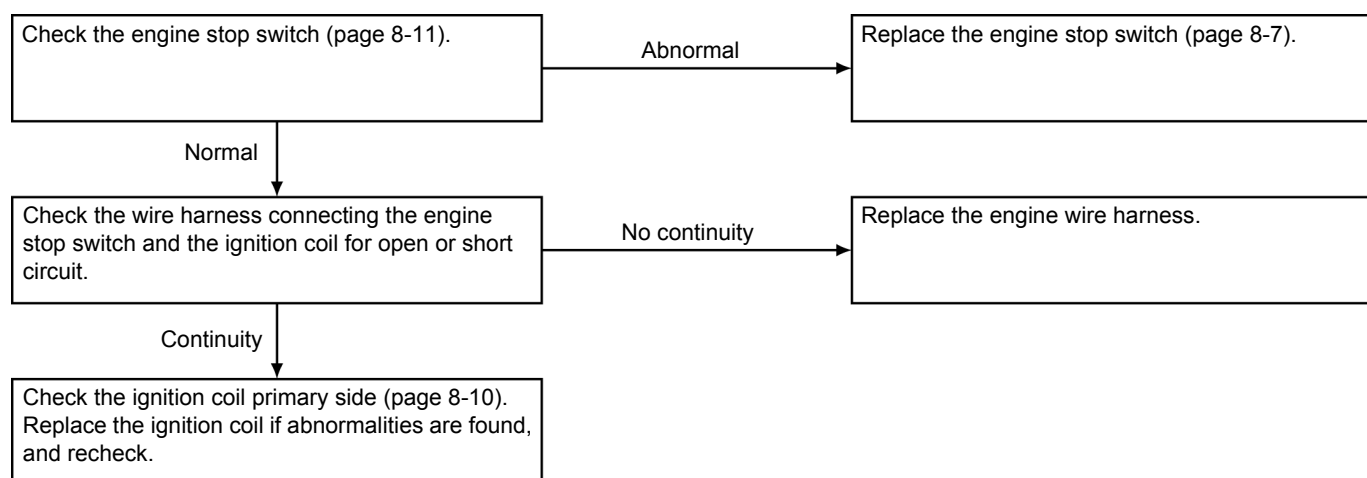 Check the engine stop switch (page 8-11).
Abnormal
Replace the engine stop switch (page 8-7).
Normal
Check the wire harness connecting the engine
stop switch and the ignition coil for open or short
circuit.
No continuity
Replace the engine wire harness.
Continuity
Check the ignition coil primary side (page 8-10).
Replace the ignition coil if abnormalities are found,
and recheck.